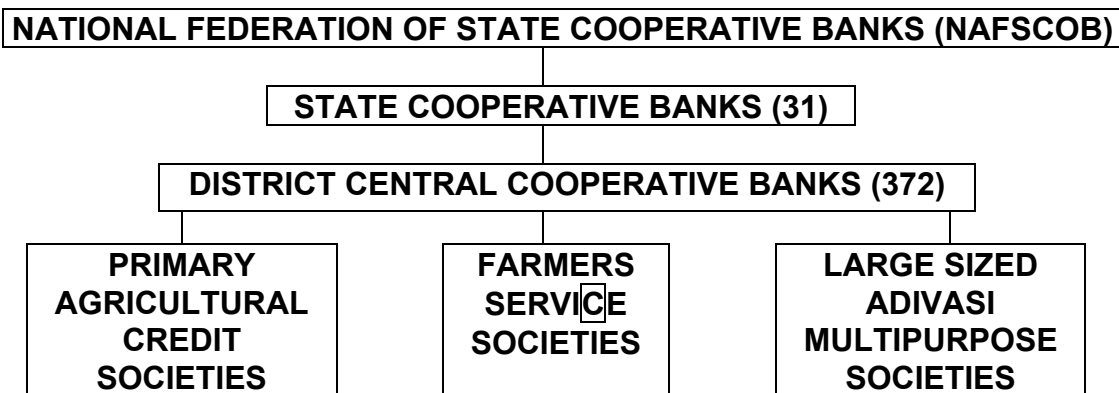 NATIONAL FEDERATION OF STATE COOPERATIVE BANKS (NAFSCOB)
STATE COOPERATIVE BANKS (31)
DISTRICT CENTRAL COOPERATIVE BANKS (372)
PRIMARY
AGRICULTURAL
CREDIT
SOCIETIES
FARMERS
SERVICE
SOCIETIES
LARGE SIZED
ADIVASI
MULTIPURPOSE
SOCIETIES